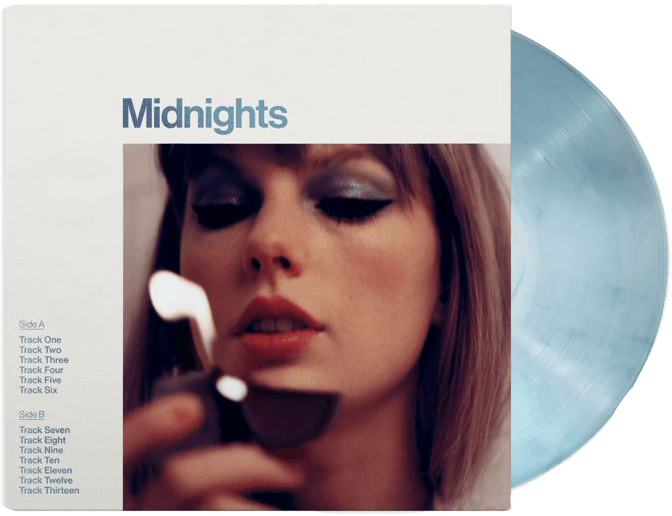 Midnights
Side A
Track One
Track Two
Track Three
Track Four
Track Five
Track Six
Side B
Track Seven
Track Eight
Track Nine
Track Ten
Track Eleven
Track Twelve
Track Thirteen